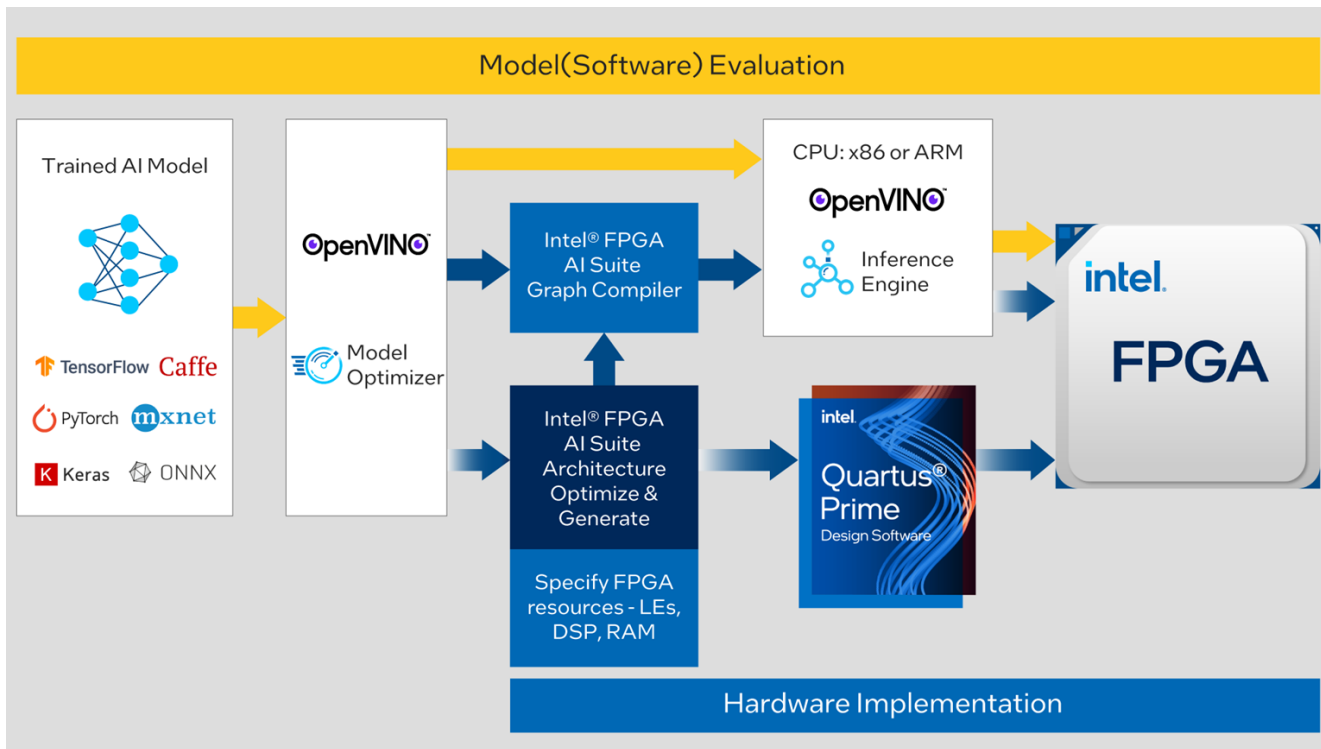 Model(Software) Evaluation
Trained AI Model
TensorFlow
Caffe
PyTorch
mxnet
K Keras
ONNX
OpenVINO™
Model
Optimizer
Intel® FPGA
AI Suite
Graph Compiler
Intel® FPGA
AI Suite
Architecture
Optimize &
Generate
Specify FPGA
resources - LEs,
DSP, RAM
CPU: x86 or ARM
OpenVINO™
Inference
Engine
intel.
Quartus®
Prime
Design Software
intel.
FPGA
Hardware Implementation